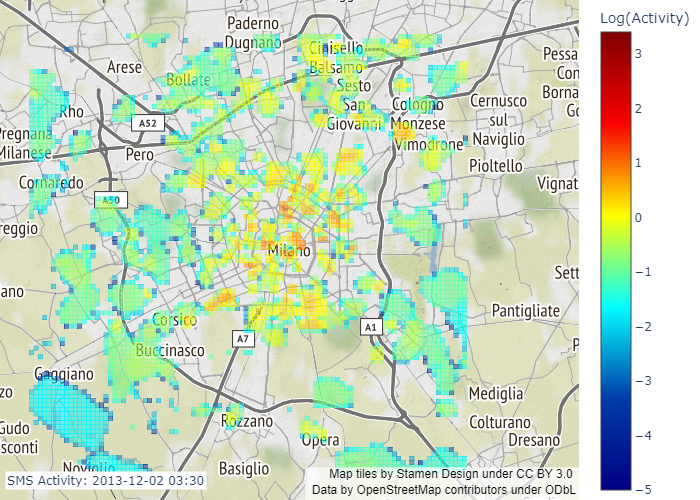 Log(Activity)
Paderno
Dugnano
Cinisello
Balsamo
Arese
Bollate
Sesto
San
Giovanni
Cologno
Monzese
Cernusco
sul
Naviglio
Pessa
Con
Borna
Go
Rho
A52
Pregnana
Milanese
Pero
Vimodrone
Pioltello
Cornaredo
Vignat
A50
reggio
Milano
Sett
ano
Pantigliate
Corsico
A7
A1
P
Buccinasco
Gaggiano
zo
Mediglia
Gudo
sconti
Rozzano
Colturano
Opera
Dresano
Noviglio
Basiglio
SMS Activity: 2013-12-02 03:30
Map tiles by Stamen Design under CC BY 3.0
Data by OpenStreetMap contributors under ODbL
3
2
1
0
−1
−2
−3
−4
−5